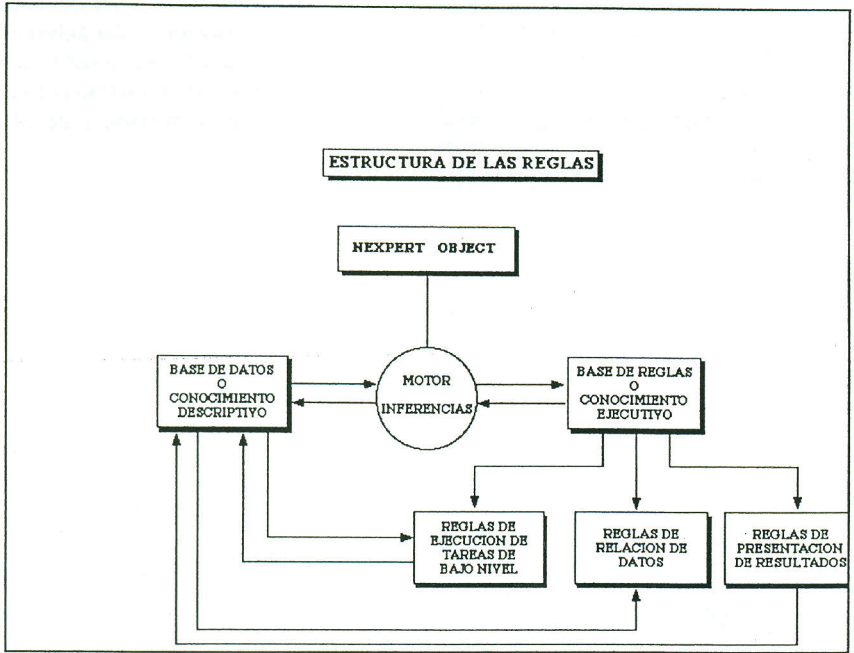 ESTRUCTURA DE LAS REGLAS
NEXPERT OBJECT
BASE DE DATOS
O
CONOCIMIENTO
DESCRIPTIVO
MOTOR
INFERENCIAS
BASE DE REGLAS
O
CONOCIMIENTO
EJECUTIVO
REGLAS DE
EJECUCION DE
TAREAS DE
BAJO NIVEL
REGLAS DE
RELACION DE
DATOS
REGLAS DE
PRESENTACION
DE RESULTADOS